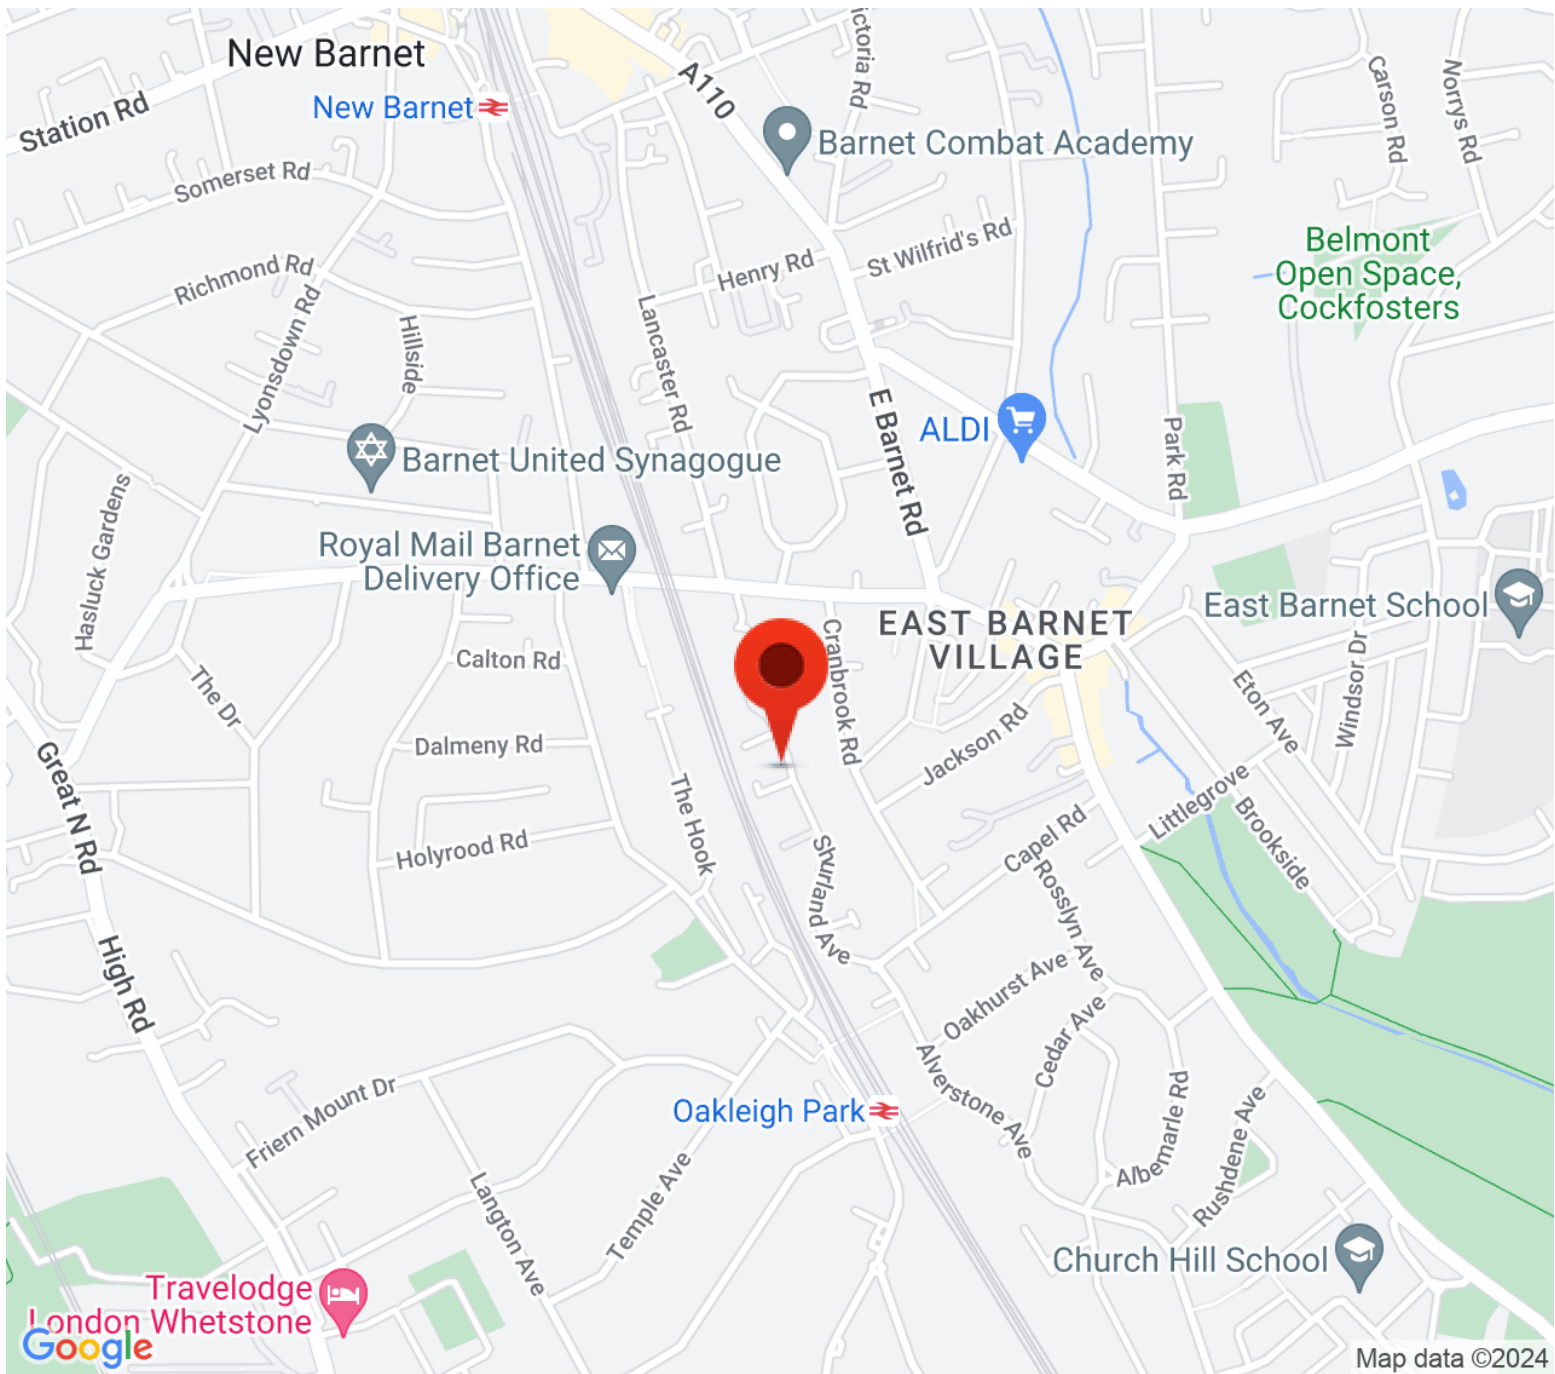 New Barnet
Station Rd
New Barnet
A110
ictoria Rd
Barnet Combat Academy
Carson Rd
Norrys Rd
Somerset Rd
Richmond Rd
Henry Rd
St Wilfrid's Rd
Belmont
Open Space,
Cockfosters
Lyonsdown Rd
Hillside
Lancaster Rd
E Barnet Rd
ALDI
Park Rd
Barnet United Synagogue
Hasluck Gardens
Royal Mail Barnet
Delivery Office
EAST BARNET
VILLAGE
East Barnet School
Cranbrook Rd
Calton Rd
The Dr
Windsor Dr
Eton Ave
Dalmeny Rd
Jackson Rd
Great N Rd
The Hook
Littlegrove
Brookside
Holyrood Rd
Capel Rd
Shurland Ave
Rosslyn Ave
High Rd
Oakhurst Ave
Cedar Ave
Alverstone Ave
Friern Mount Dr
Oakleigh Park
Albemarle Rd
Rushdene Ave
Langton Ave
Temple Ave
Church Hill School
Travelodge
London Whetstone
Google
Map data ©2024